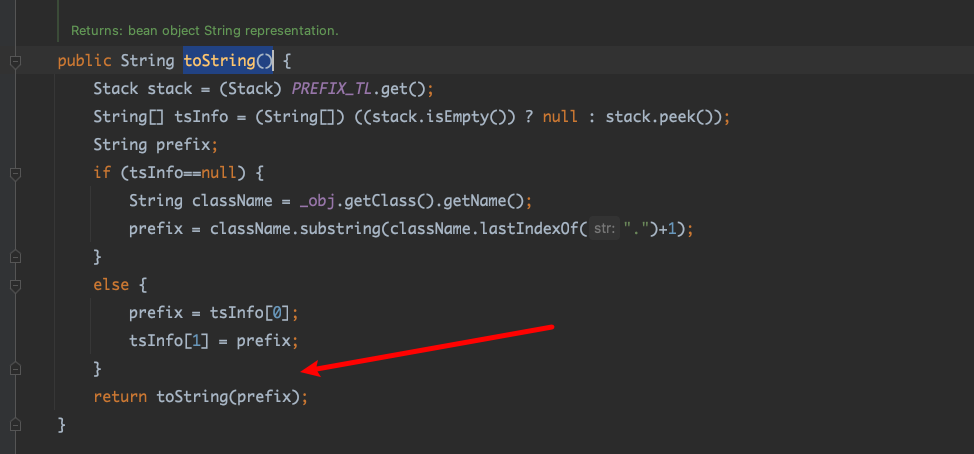 Returns: bean object String representation.
public String toString() {
Stack stack = (Stack) PREFIX_TL.get();
String[] tsInfo = (String[]) ((stack.isEmpty()) ? null : stack.peek());
String prefix;
if (tsInfo==null) {
String className = _obj.getClass().getName();
prefix = className.substring(className.lastIndexOf( str: ".")+1);
}
else {
prefix = tsInfo[0];
tsInfo[1] = prefix;
}
return toString(prefix);
}